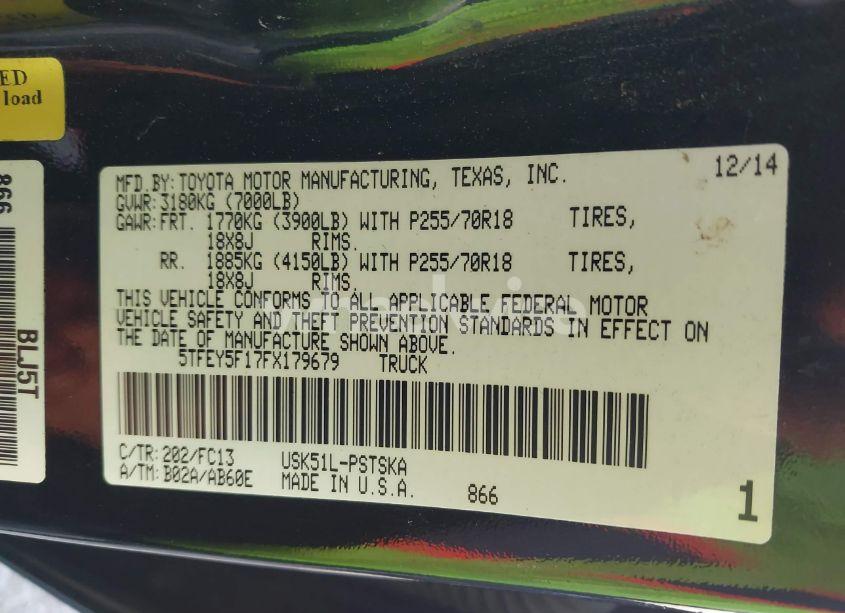 ED
load
866
BLJ5T
MFD.BY:TOYOTA MOTOR MANUFACTURING, TEXAS, INC. 12/14
GVWR:3180KG (7000LB)
GAWR:FRT. 1770KG (3900LB) WITH P255/70R18 TIRES,
18X8J RIMS.
RR. 1885KG (4150LB) WITH P255/70R18 TIRES,
18X8J RIMS.
THIS VEHICLE CONFORMS TO ALL APPLICABLE FEDERAL MOTOR
VEHICLE SAFETY AND THEFT PREVENTION STANDARDS IN EFFECT ON
THE DATE OF MANUFACTURE SHOWN ABOVE.
5TFEY5F17FX179679 TRUCK
C/TR:202/FC13 USK51L-PSTSKA
A/TM:B02A/AB60E MADE IN U.S.A. 866 1